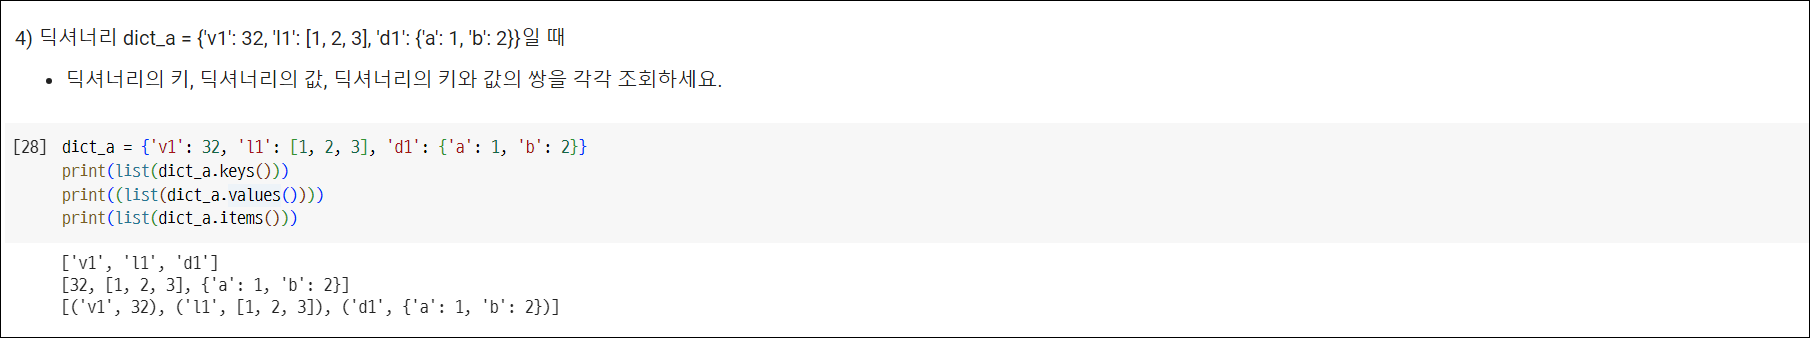 4) 딕셔너리 dict_a = {'v1': 32, 'l1': [1, 2, 3], 'd1': {'a': 1, 'b': 2}}일 때
• 딕셔너리의 키, 딕셔너리의 값, 딕셔너리의 키와 값의 쌍을 각각 조회하세요.
[28] dict_a = {'v1': 32, 'l1': [1, 2, 3], 'd1': {'a': 1, 'b': 2}}
print(list(dict_a.keys()))
print((list(dict_a.values())))
print(list(dict_a.items()))
['v1', 'l1', 'd1']
[32, [1, 2, 3], {'a': 1, 'b': 2}]
[('v1', 32), ('l1', [1, 2, 3]), ('d1', {'a': 1, 'b': 2})]